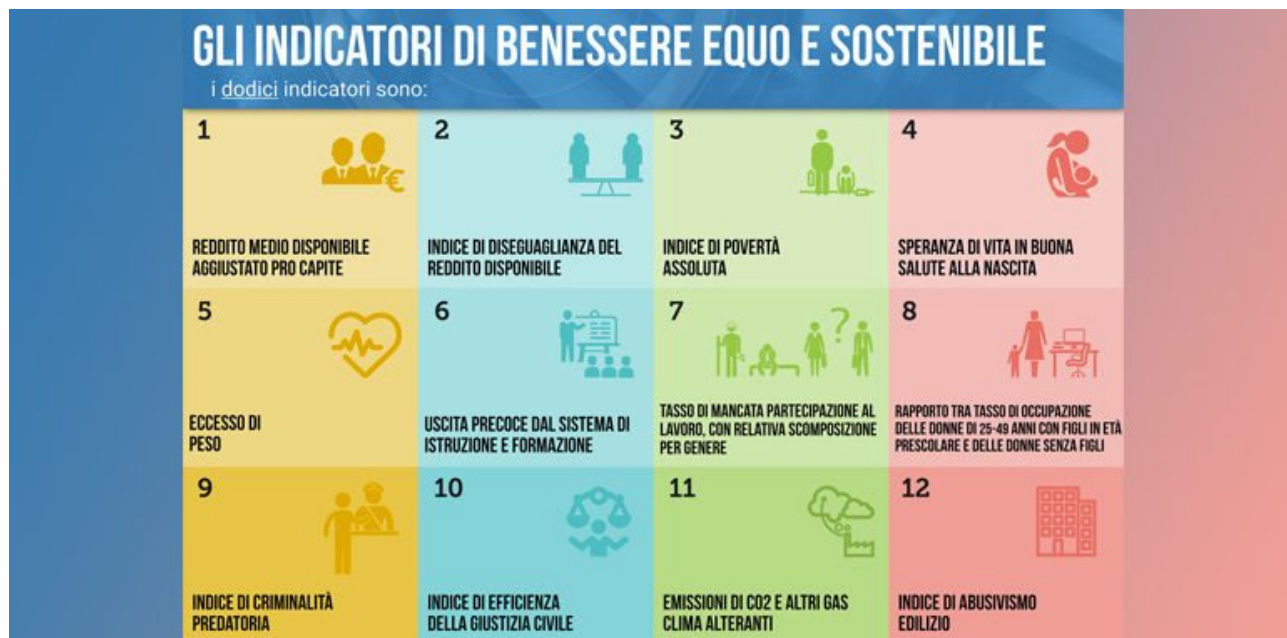 GLI INDICATORI DI BENESSERE EQUO E SOSTENIBILE
i dodici indicatori sono:
1
REDDITO MEDIO DISPONIBILE
AGGIUSTATO PRO CAPITE
2
INDICE DI DISEGUAGLIANZA DEL
REDDITO DISPONIBILE
3
INDICE DI POVERTÀ
ASSOLUTA
4
SPERANZA DI VITA IN BUONA
SALUTE ALLA NASCITA
5
ECCESSO DI
PESO
6
USCITA PRECOCE DAL SISTEMA DI
ISTRUZIONE E FORMAZIONE
7
?
TASSO DI MANCATA PARTECIPAZIONE AL
LAVORO, CON RELATIVA SCOMPOSIZIONE
PER GENERE
8
RAPPORTO TRA TASSO DI OCCUPAZIONE
DELLE DONNE DI 25-49 ANNI CON FIGLI IN ETÀ
PRESCOLARE E DELLE DONNE SENZA FIGLI
9
INDICE DI CRIMINALITÀ
PREDATORIA
10
INDICE DI EFFICIENZA
DELLA GIUSTIZIA CIVILE
11
EMISSIONI DI CO2 E ALTRI GAS
CLIMA ALTERANTI
12
INDICE DI ABUSIVISMO
EDILIZIO